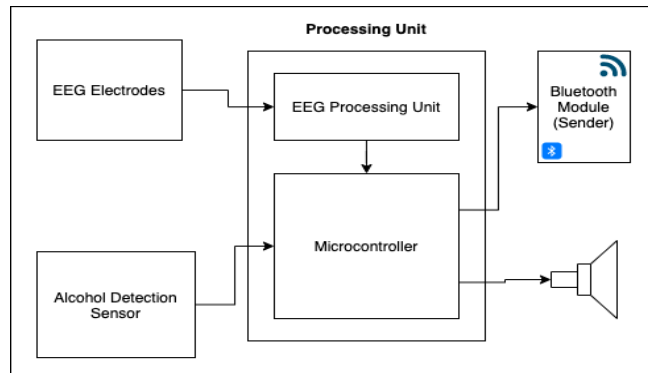 Processing Unit
EEG Electrodes
EEG Processing Unit
Bluetooth
Module
(Sender)
Microcontroller
Alcohol Detection
Sensor